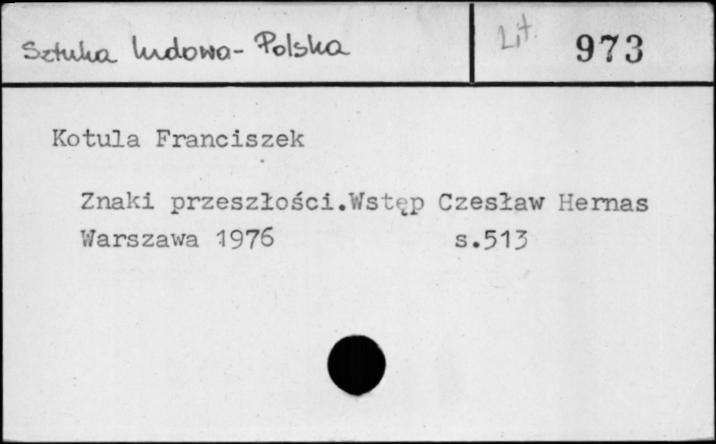 Sztuka ludowa - Polska
Lit. 973
Kotula Franciszek
Znaki przeszłości.Wstęp Czesław Hernas
Warszawa 1976 s.513